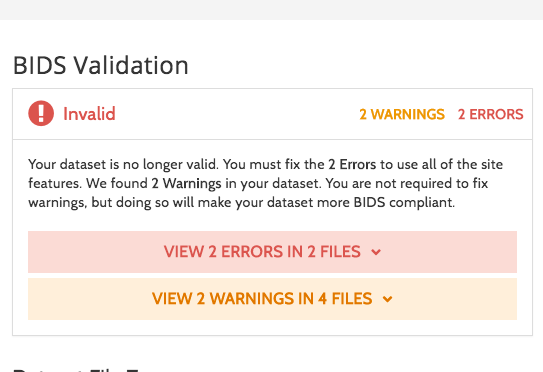 BIDS Validation
Invalid
2 WARNINGS 2 ERRORS
Your dataset is no longer valid. You must fix the 2 Errors to use all of the site
features. We found 2 Warnings in your dataset. You are not required to fix
warnings, but doing so will make your dataset more BIDS compliant.
VIEW 2 ERRORS IN 2 FILES
VIEW 2 WARNINGS IN 4 FILES